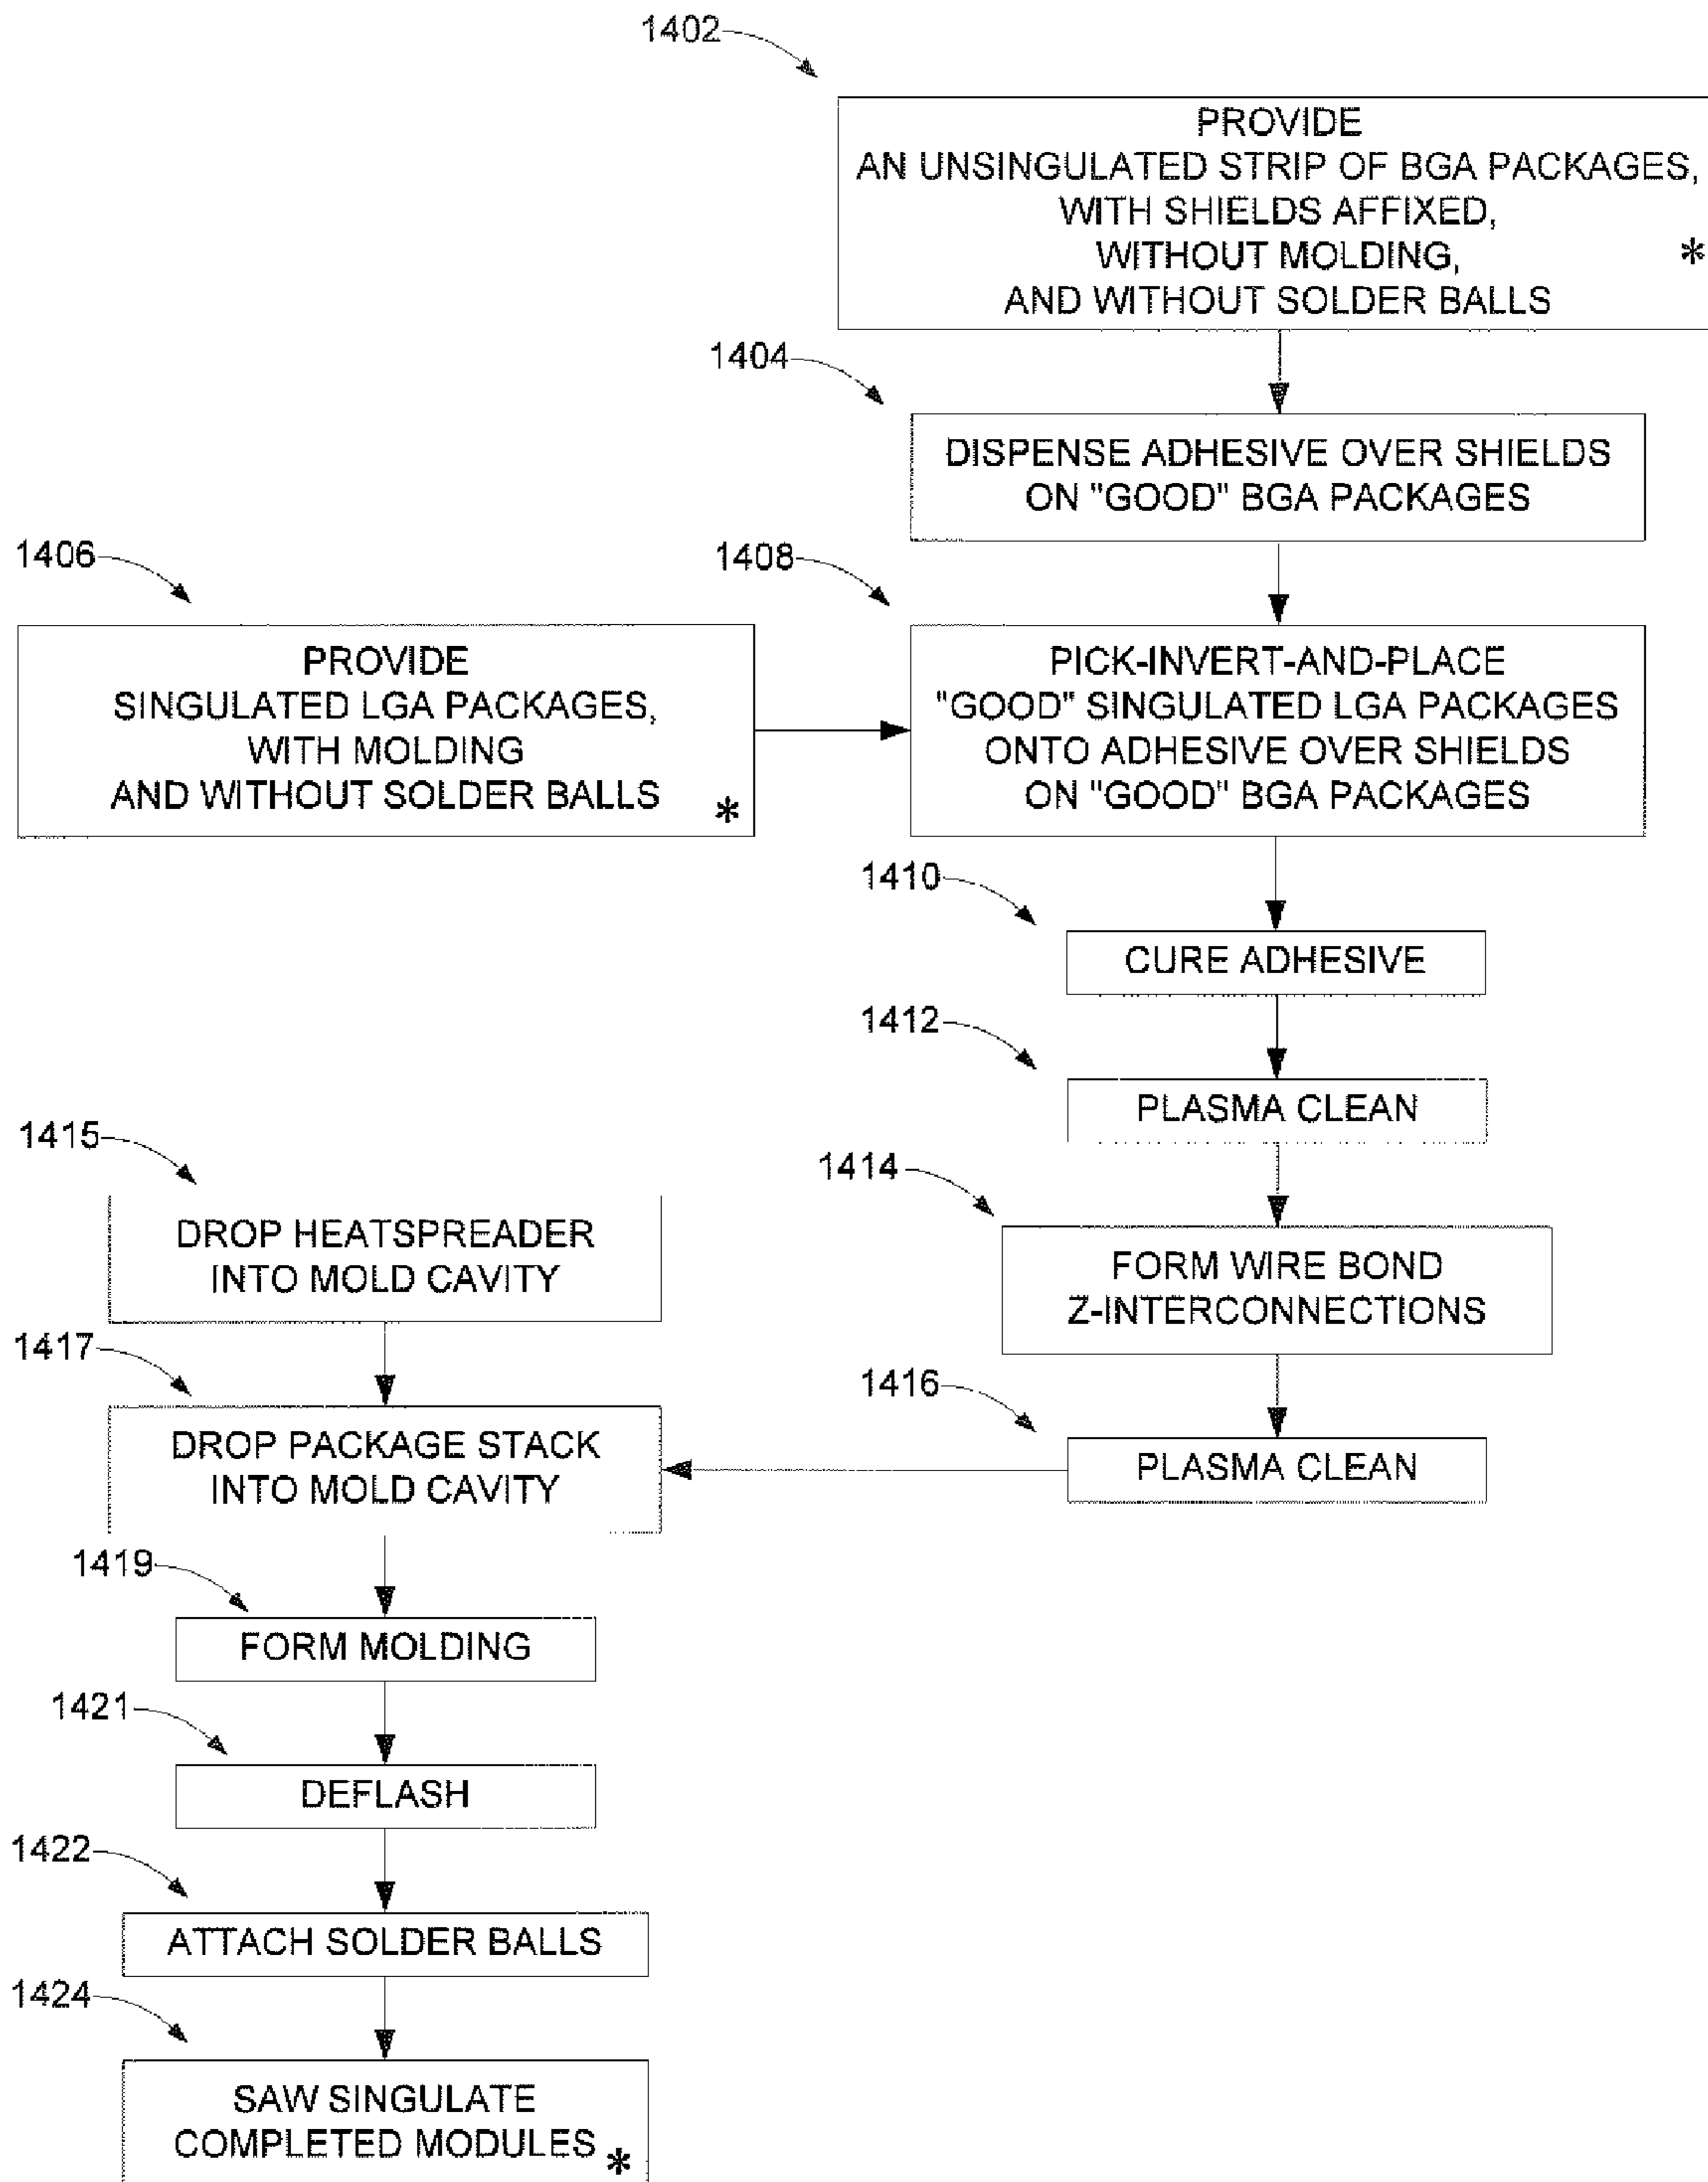 1402
PROVIDE
AN UNSINGULATED STRIP OF BGA PACKAGES,
WITH SHIELDS AFFIXED,
WITHOUT MOLDING,
AND WITHOUT SOLDER BALLS
*
1404
DISPENSE ADHESIVE OVER SHIELDS
ON "GOOD" BGA PACKAGES
1406
PROVIDE
SINGULATED LGA PACKAGES,
WITH MOLDING
AND WITHOUT SOLDER BALLS
*
1408
PICK-INVERT-AND-PLACE
"GOOD" SINGULATED LGA PACKAGES
ONTO ADHESIVE OVER SHIELDS
ON "GOOD" BGA PACKAGES
1410
CURE ADHESIVE
1412
PLASMA CLEAN
1414
FORM WIRE BOND
Z-INTERCONNECTIONS
1416
PLASMA CLEAN
1415
DROP HEATSPREADER
INTO MOLD CAVITY
1417
DROP PACKAGE STACK
INTO MOLD CAVITY
1419
FORM MOLDING
1421
DEFLASH
1422
ATTACH SOLDER BALLS
1424
SAW SINGULATE
COMPLETED MODULES
*